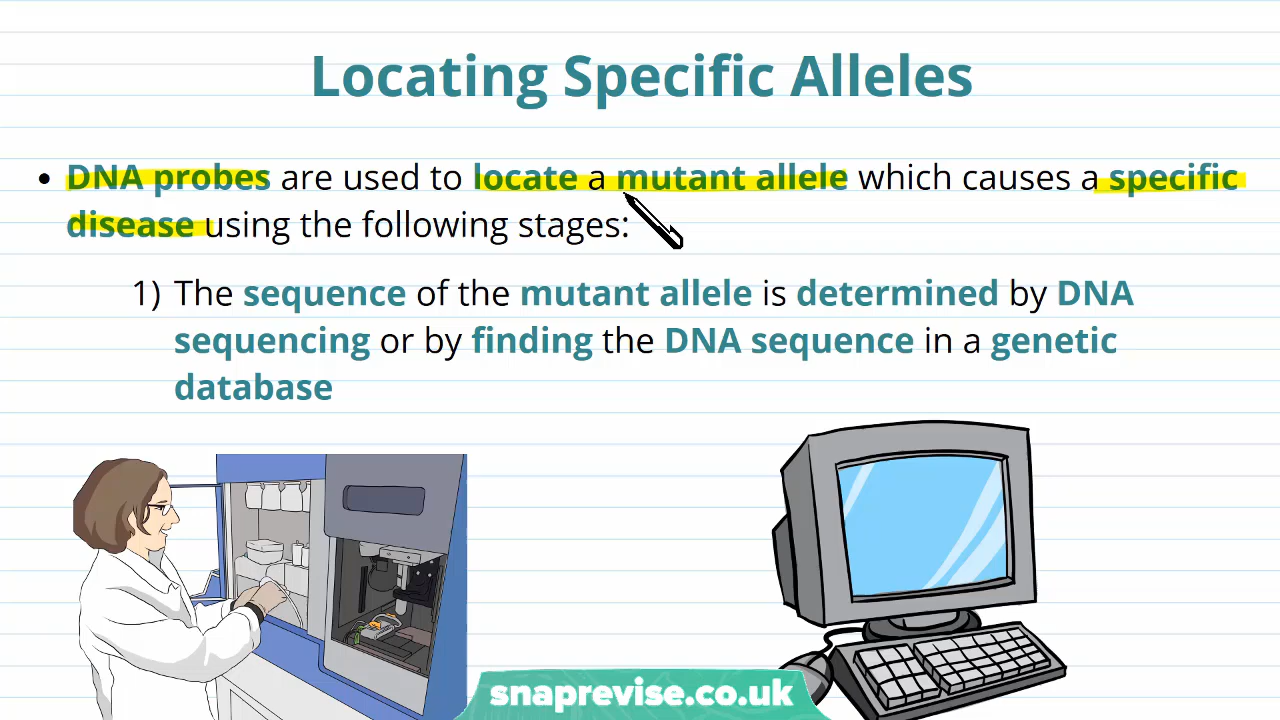 Locating Specific Alleles
• DNA probes are used to locate a mutant allele which causes a specific
disease using the following stages:
1) The sequence of the mutant allele is determined by DNA
sequencing or by finding the DNA sequence in a genetic
database
snaprevise.co.uk